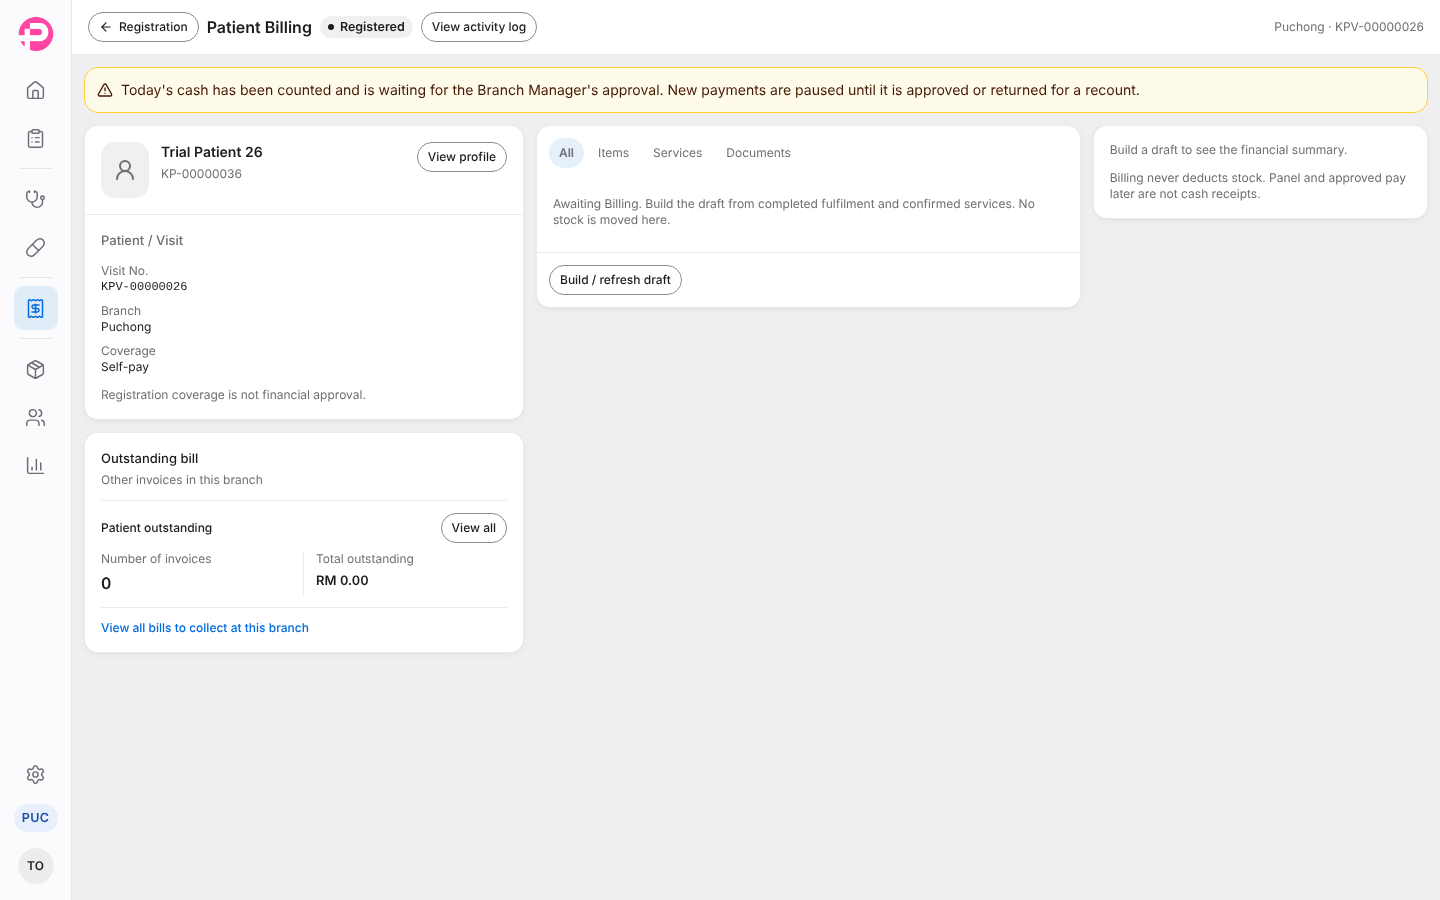 Registration
Patient Billing
Registered
View activity log
Puchong · KPV-00000026
Today's cash has been counted and is waiting for the Branch Manager's approval. New payments are paused until it is approved or returned for a recount.
Trial Patient 26
KP-00000036
View profile
Patient / Visit
Visit No.
KPV-00000026
Branch
Puchong
Coverage
Self-pay
Registration coverage is not financial approval.
Outstanding bill
Other invoices in this branch
Patient outstanding
View all
Number of invoices
0
Total outstanding
RM 0.00
View all bills to collect at this branch
All
Items
Services
Documents
Awaiting Billing. Build the draft from completed fulfilment and confirmed services. No
stock is moved here.
Build / refresh draft
Build a draft to see the financial summary.
Billing never deducts stock. Panel and approved pay
later are not cash receipts.
PUC
TO